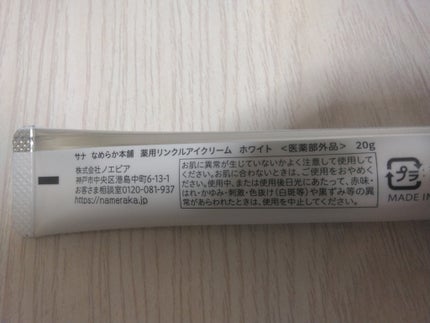 サナ なめらか本舗 薬用リンクルアイクリーム ホワイト <医薬部外品> 20g
株式会社ノエビア
神戸市中央区港島中町6-13-1
お客さま相談室0120-081-937
https://nameraka.jp
お肌に異常が生じていないかよく注意して使用して
ください。お肌に合わないときは、ご使用をおやめく
ださい。使用中、または使用後日光にあたって、赤味・
はれ・かゆみ・刺激・色抜け(白斑等)や黒ずみ等の異
常があらわれたときは、使用を中止してください。
プラ
MADE IN